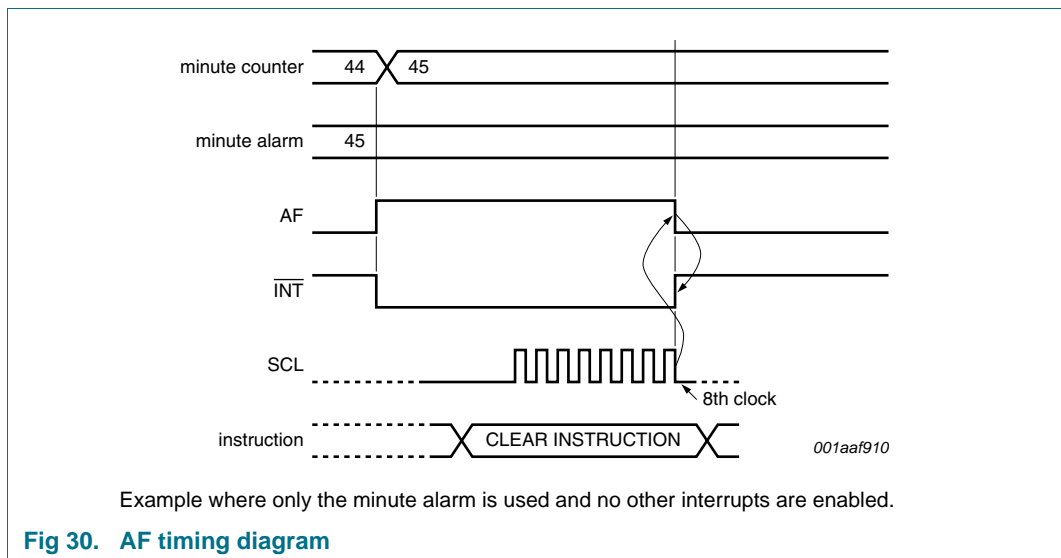 minute counter 44 45
minute alarm 45
AF
INT
SCL
8th clock
instruction CLEAR INSTRUCTION
001aaf910
Example where only the minute alarm is used and no other interrupts are enabled.
Fig 30. AF timing diagram